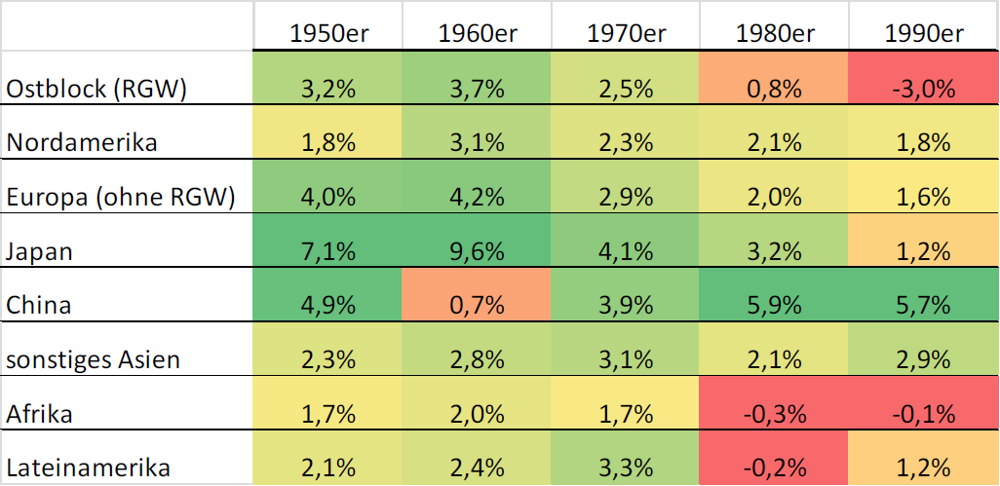 1950er 1960er 1970er 1980er 1990er
Ostblock (RGW) 3,2% 3,7% 2,5% 0,8% -3,0%
Nordamerika 1,8% 3,1% 2,3% 2,1% 1,8%
Europa (ohne RGW) 4,0% 4,2% 2,9% 2,0% 1,6%
Japan 7,1% 9,6% 4,1% 3,2% 1,2%
China 4,9% 0,7% 3,9% 5,9% 5,7%
sonstiges Asien 2,3% 2,8% 3,1% 2,1% 2,9%
Afrika 1,7% 2,0% 1,7% -0,3% -0,1%
Lateinamerika 2,1% 2,4% 3,3% -0,2% 1,2%